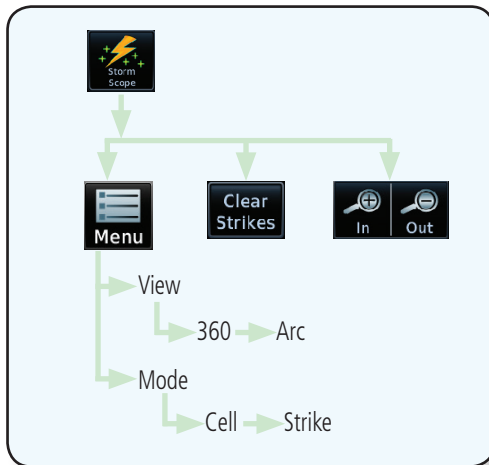 Storm
Scope
Menu
Clear
Strikes
In
Out
View
360
Arc
Mode
Cell
Strike